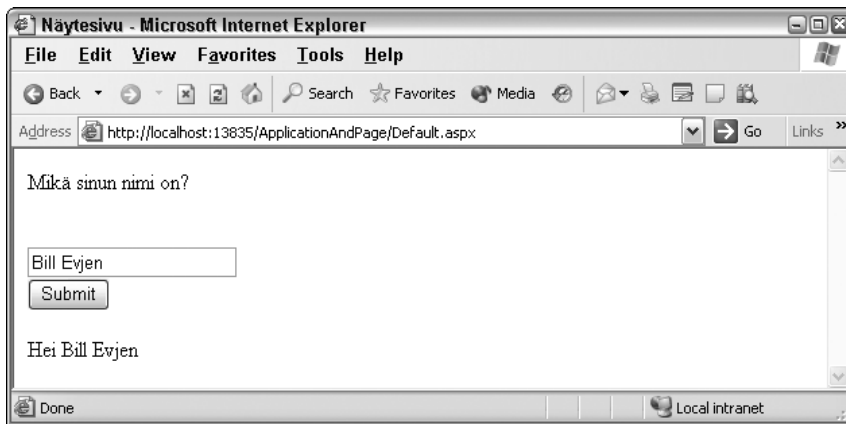 Näytesivu - Microsoft Internet Explorer
File Edit View Favorites Tools Help
Back Search Favorites Media
Address http://localhost:13835/ApplicationAndPage/Default.aspx Go Links »
Mikä sinun nimi on?
Bill Evjen
Submit
Hei Bill Evjen
Done Local intranet